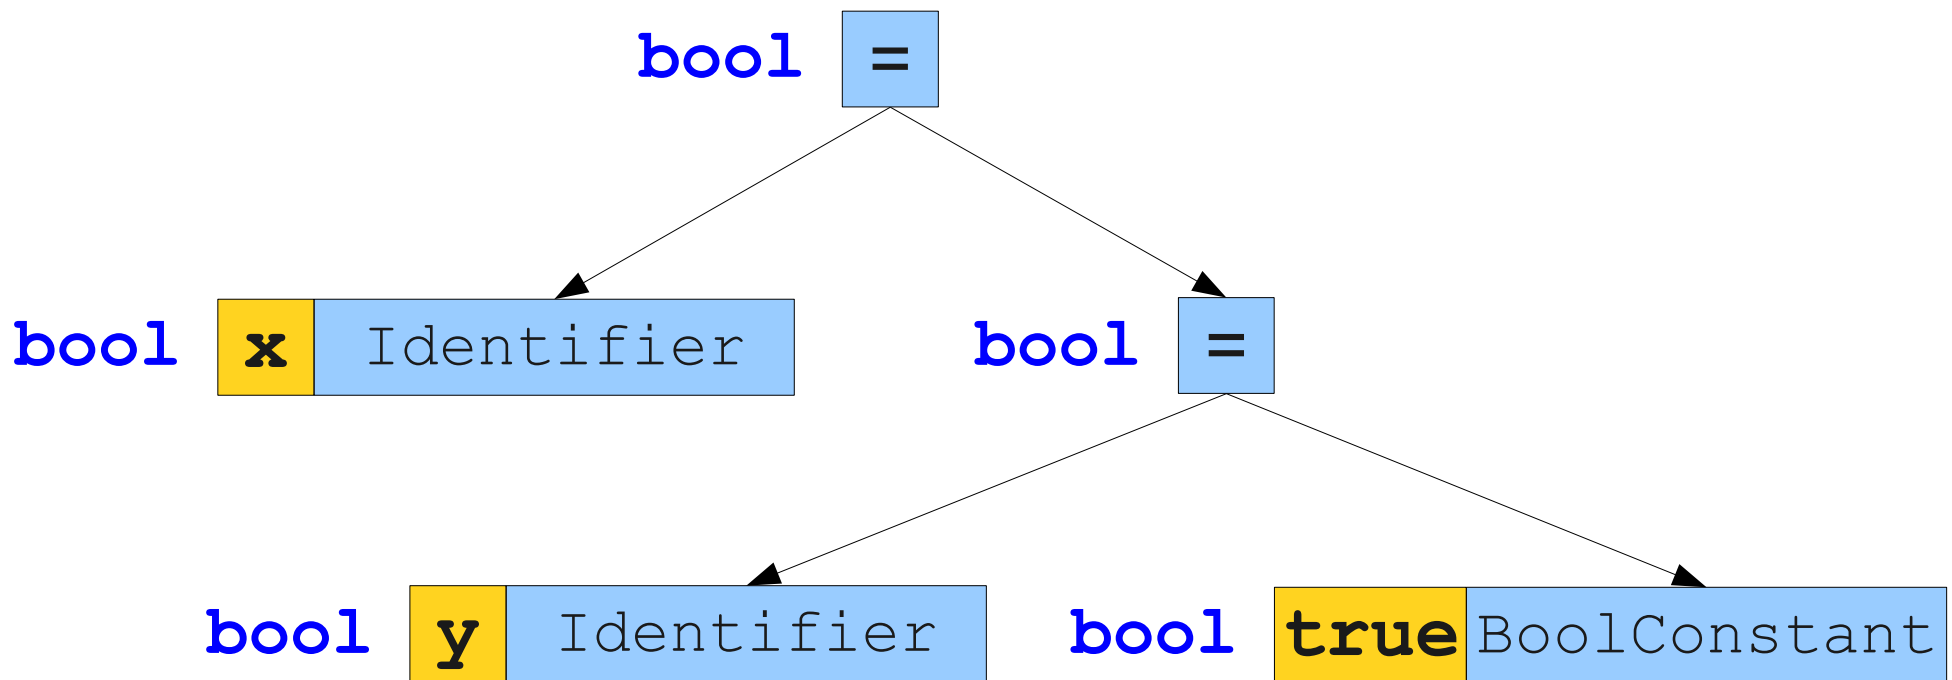 bool =
bool x Identifier bool =
bool y Identifier bool true BoolConstant